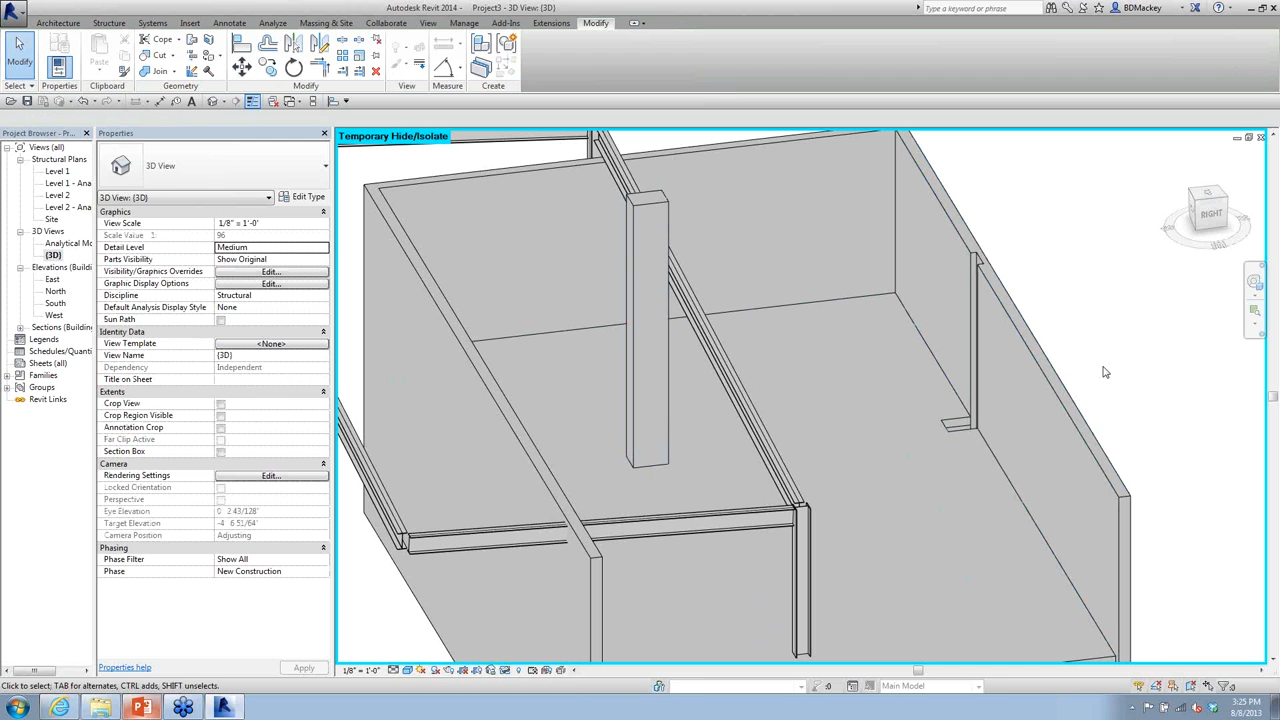 Autodesk Revit 2014 - Project3 - 3D View: {3D}
Type a keyword or phrase
BDMackey
Architecture Structure Systems Insert Annotate Analyze Massing & Site Collaborate View Manage Add-Ins Extensions Modify
Modify
Properties
Paste
Cope
Cut
Join
Select
Properties
Clipboard
Geometry
Modify
View
Measure
Create
Project Browser - Pr...
Views (all)
Structural Plans
Level 1
Level 1 - Ana
Level 2
Level 2 - Ana
Site
3D Views
Analytical Mo
{3D}
Elevations (Buildin
East
North
South
West
Sections (Building
Legends
Schedules/Quanti
Sheets (all)
Families
Groups
Revit Links
Properties
3D View
3D View: {3D}
Edit Type
Graphics
View Scale 1/8" = 1'-0"
Scale Value 1: 96
Detail Level Medium
Parts Visibility Show Original
Visibility/Graphics Overrides Edit...
Graphic Display Options Edit...
Discipline Structural
Default Analysis Display Style None
Sun Path
Identity Data
View Template <None>
View Name {3D}
Dependency Independent
Title on Sheet
Extents
Crop View
Crop Region Visible
Annotation Crop
Far Clip Active
Section Box
Camera
Rendering Settings Edit...
Locked Orientation
Perspective
Eye Elevation
Target Elevation
Camera Position Adjusting
Phasing
Phase Filter Show All
Phase New Construction
Properties help
Apply
Temporary Hide/Isolate
RIGHT
1/8" = 1'-0"
Click to select; TAB for alternates, CTRL adds, SHIFT unselects.
:0
Main Model
:0
3:25 PM
8/8/2013